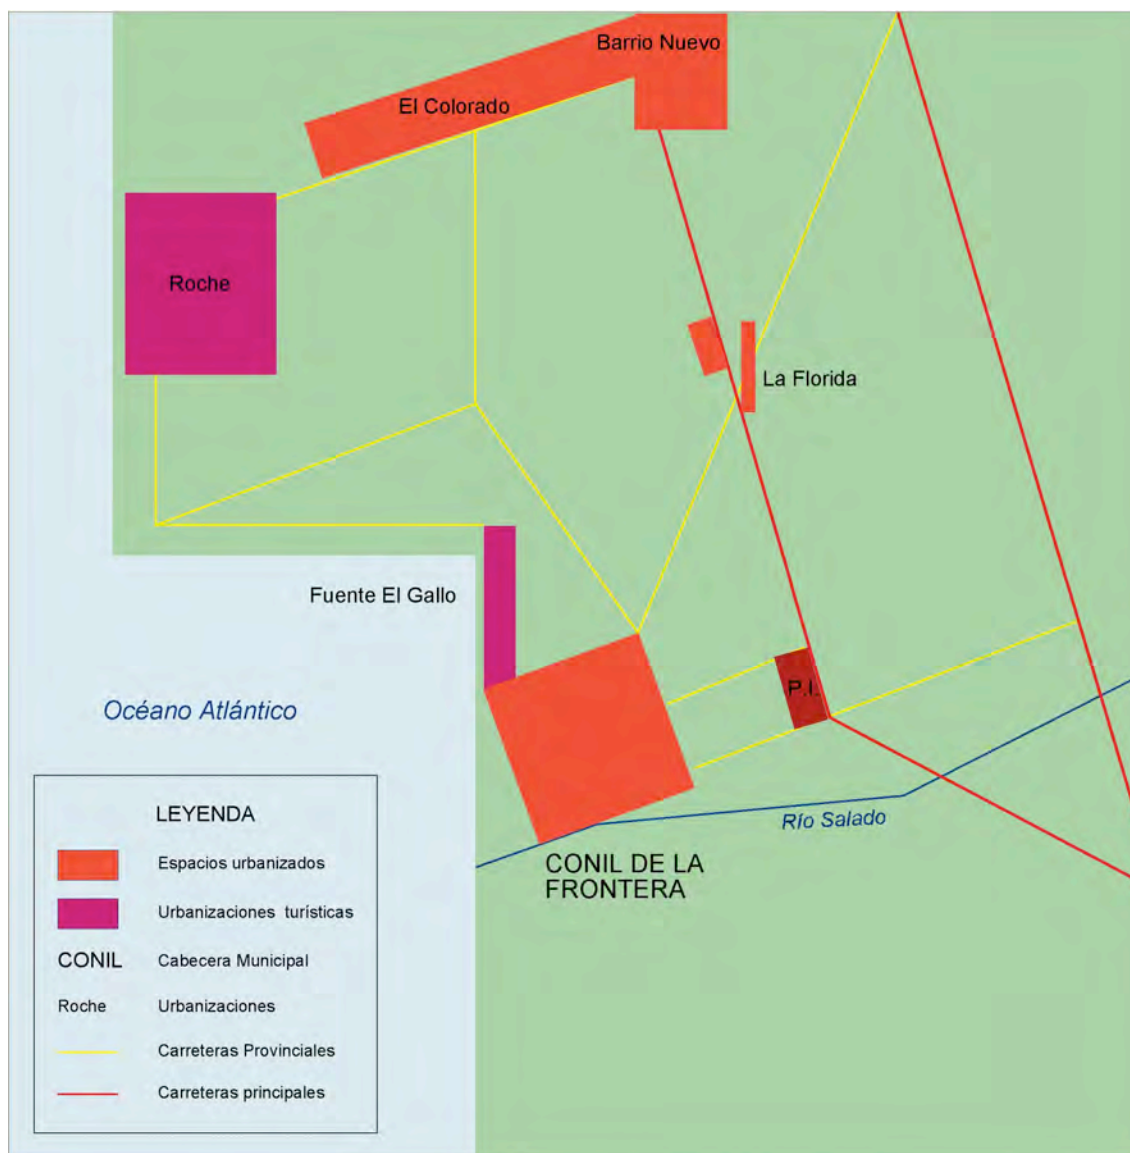 Barrio Nuevo
El Colorado
Roche
La Florida
Fuente El Gallo
P.I.
Océano Atlántico
Río Salado
CONIL DE LA
FRONTERA
LEYENDA
Espacios urbanizados
Urbanizaciones turísticas
CONIL Cabecera Municipal
Roche Urbanizaciones
Carreteras Provinciales
Carreteras principales